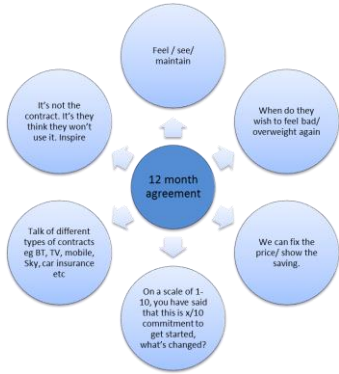 Feel / see/
maintain
It's not the
contract. It's they
think they won't
use it. Inspire
When do they
wish to feel bad/
overweight again
12 month
agreement
Talk of different
types of contracts
eg BT, TV, mobile,
Sky, car insurance
etc
We can fix the
price/ show the
saving.
On a scale of 1-
10, you have said
that this is x/10
commitment to
get started,
what's changed?